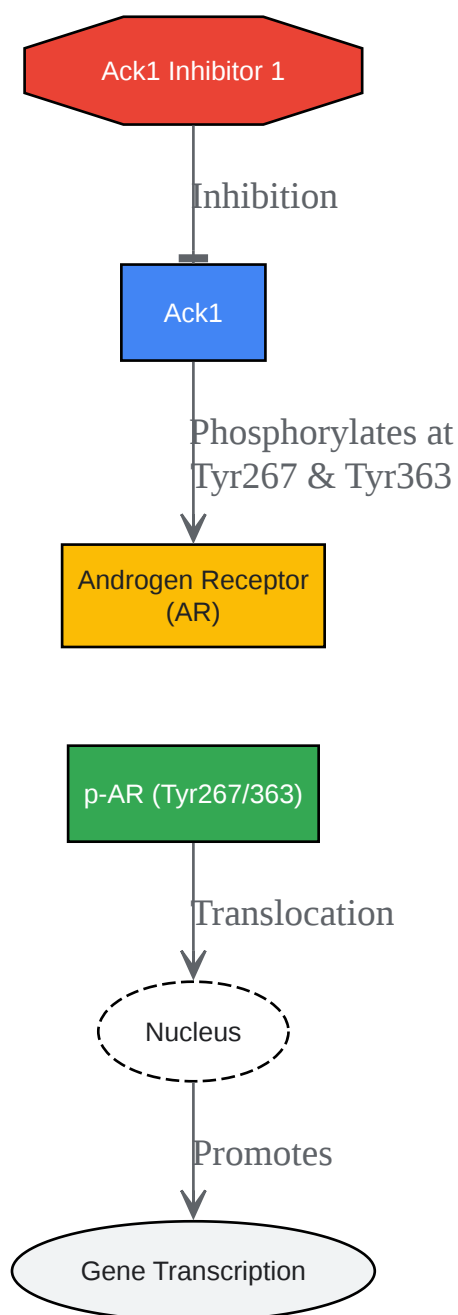 Ack1 Inhibitor 1
Inhibition
Ack1
Phosphorylates at
Tyr267 & Tyr363
Androgen Receptor
(AR)
p-AR (Tyr267/363)
Translocation
Nucleus
Promotes
Gene Transcription